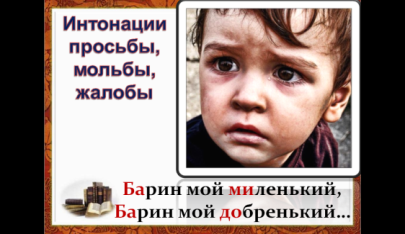 Интонации
просьбы,
мольбы,
жалобы
Барин мой миленький,
Барин мой добренький...